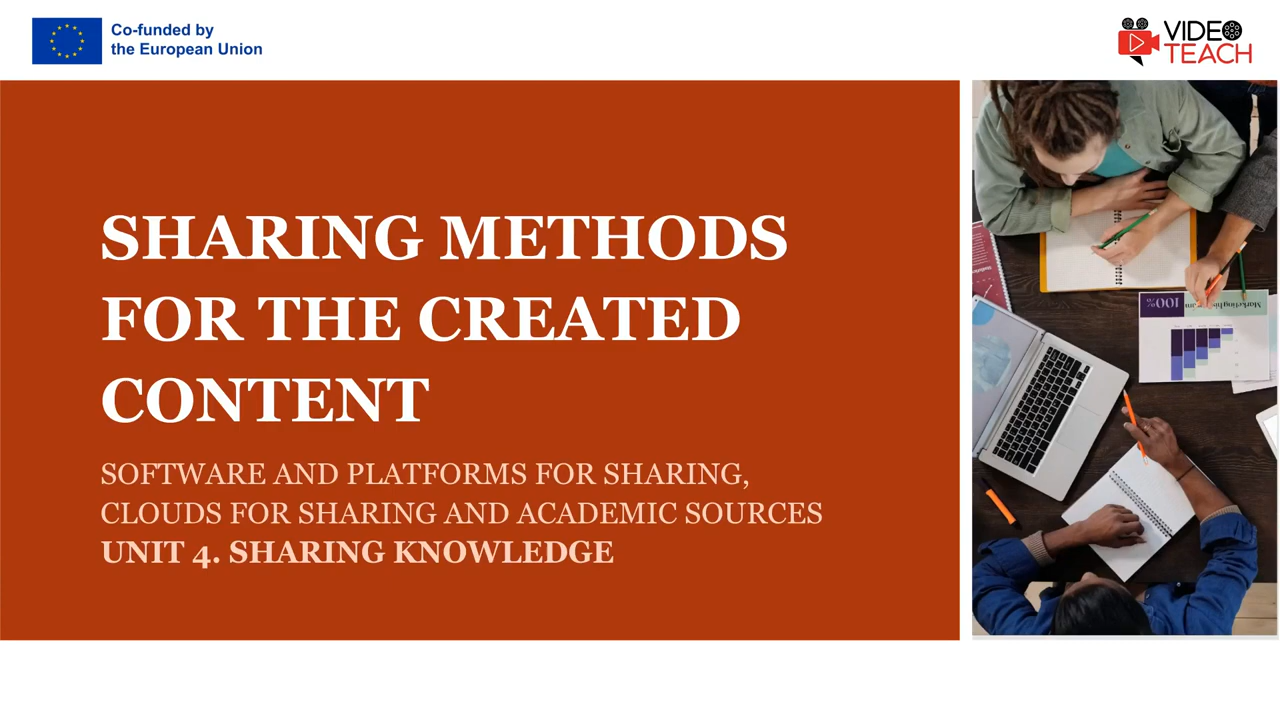 Co-funded by
the European Union
VIDEO
TEACH
SHARING METHODS
FOR THE CREATED
CONTENT
SOFTWARE AND PLATFORMS FOR SHARING,
CLOUDS FOR SHARING AND ACADEMIC SOURCES
UNIT 4. SHARING KNOWLEDGE
100%